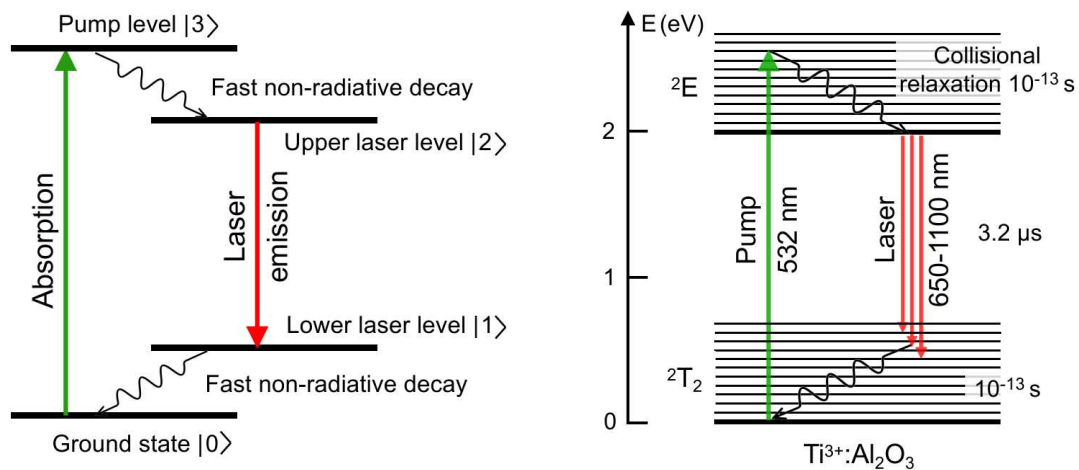 Pump level |3⟩
Fast non-radiative decay
Upper laser level |2⟩
Absorption
Laser
emission
Lower laser level |1⟩
Fast non-radiative decay
Ground state |0⟩
E (eV)
2
1
0
²E
Collisional
relaxation 10⁻¹³ s
Pump
532 nm
Laser
650-1100 nm
3.2 µs
²T₂
10⁻¹³ s
Ti³⁺:Al₂O₃